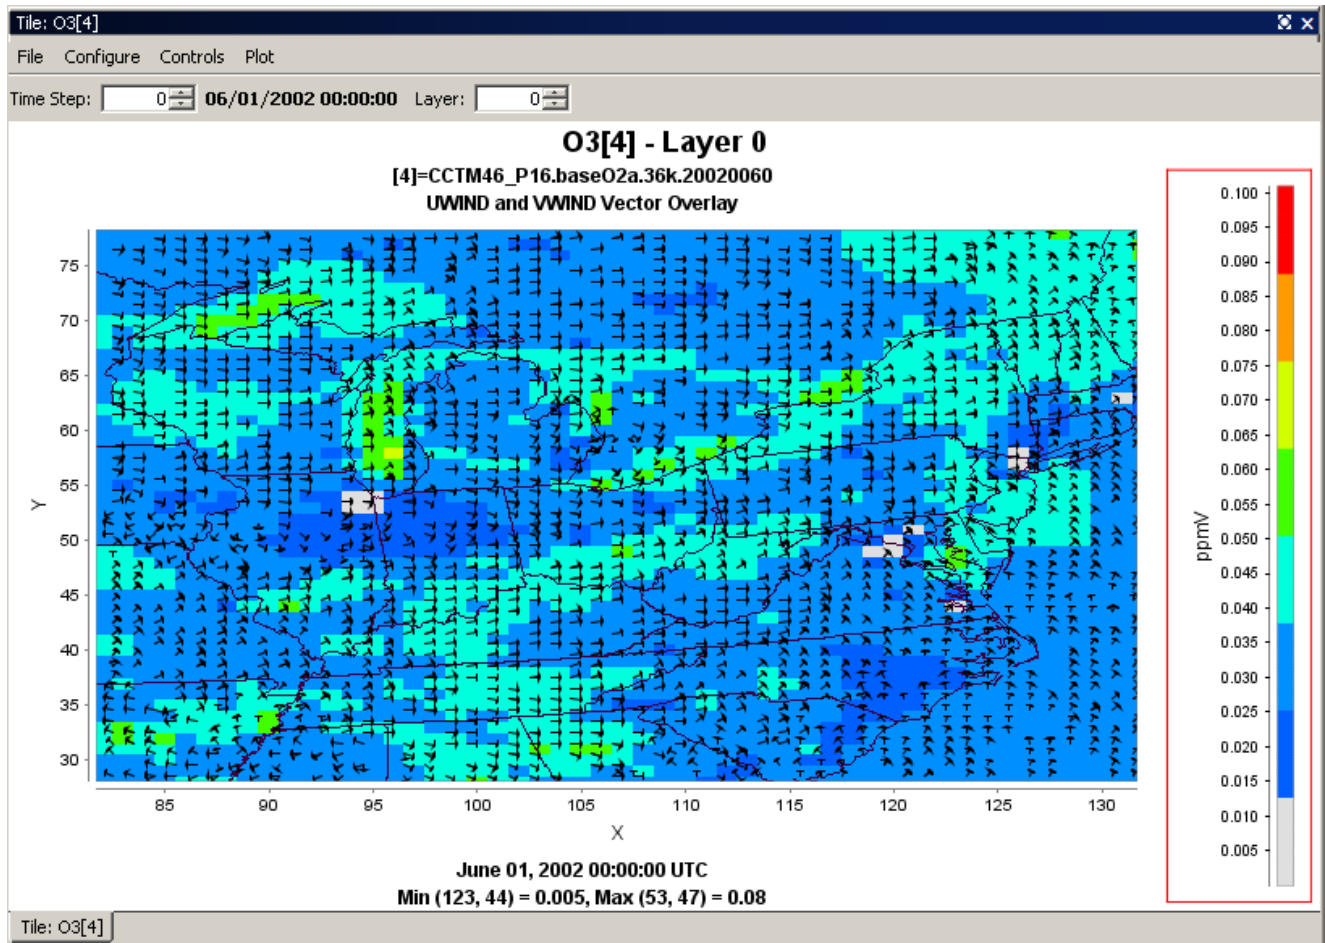 Tile: O3[4]
File Configure Controls Plot
Time Step: 0 06/01/2002 00:00:00 Layer: 0
O3[4] - Layer 0
[4]=CCTM46_P16.baseO2a.36k.20020060
UWIND and VWIND Vector Overlay
75
70
65
60
55
50
45
40
35
30
Y
85 90 95 100 105 110 115 120 125 130
X
0.100
0.095
0.090
0.085
0.080
0.075
0.070
0.065
0.060
0.055
0.050
0.045
0.040
0.035
0.030
0.025
0.020
0.015
0.010
0.005
ppmV
June 01, 2002 00:00:00 UTC
Min (123, 44) = 0.005, Max (53, 47) = 0.08
Tile: O3[4]